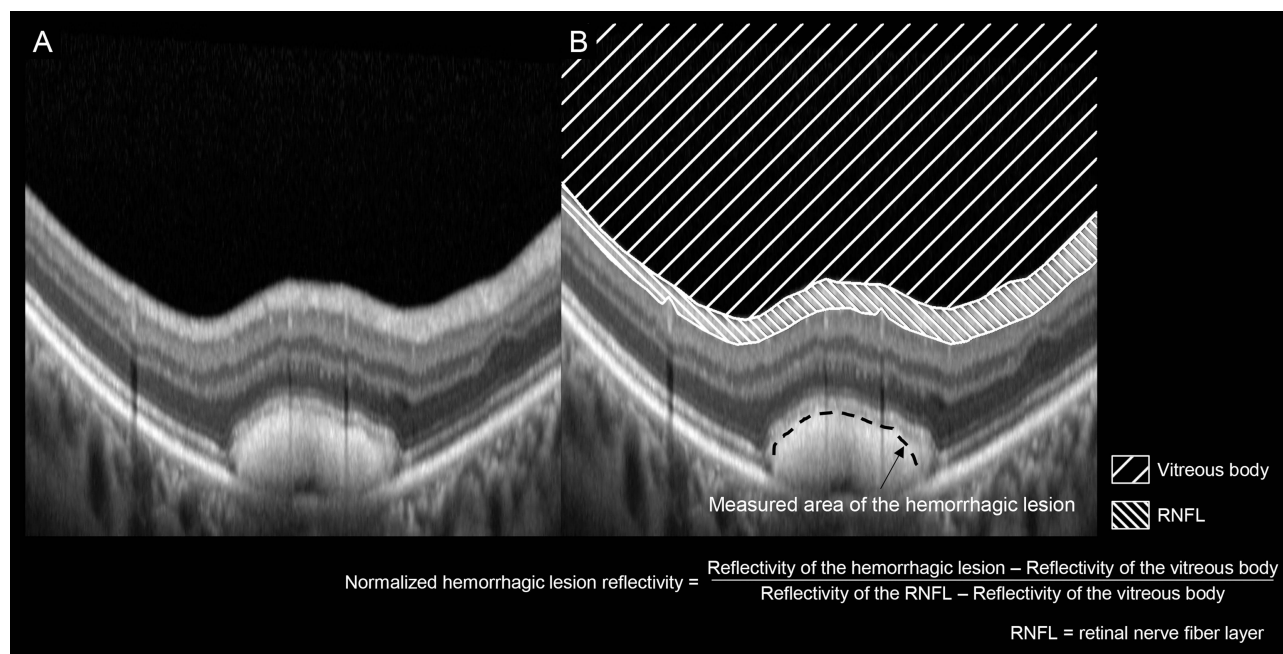 A
B
Measured area of the hemorrhagic lesion
Vitreous body
RNFL
Normalized hemorrhagic lesion reflectivity =
Reflectivity of the hemorrhagic lesion – Reflectivity of the vitreous body
Reflectivity of the RNFL – Reflectivity of the vitreous body
RNFL = retinal nerve fiber layer